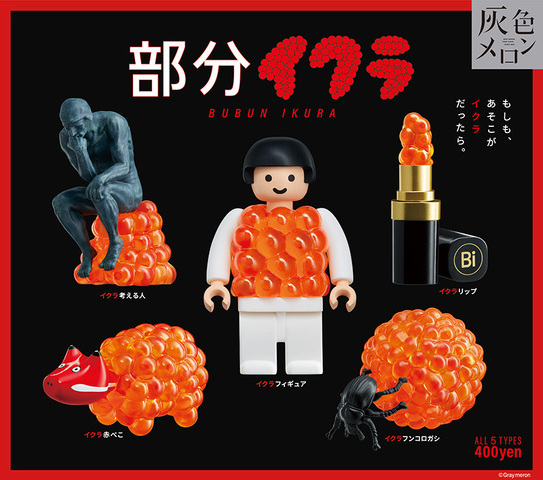 灰色
メロン
部分イクラ
BUBUN IKURA
もしも、
あそこが
イクラ
だったら。
イクラ考える人
Bi
イクラリップ
イクラフィギュア
イクラ赤べこ
イクラフンコロガシ
ALL 5 TYPES
400yen
©Graymeron